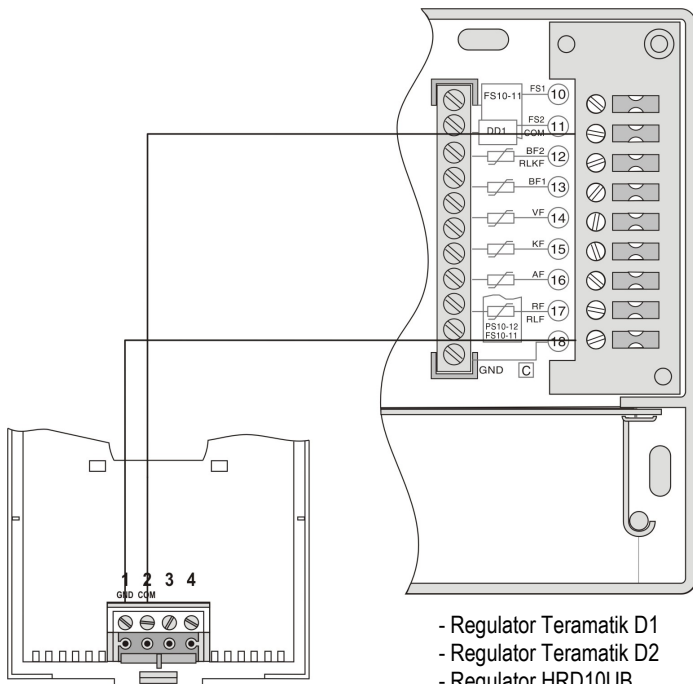 FS10-11 FS1 10
FS2 11
DD1 COM
BF2 12
RLKF
BF1 13
VF 14
KF 15
AF 16
RF 17
RLF
PS10-12
FS10-11
18
GND C
1 2 3 4
GND COM
- Regulator Teramatik D1
- Regulator Teramatik D2
- Regulator HRD10UB